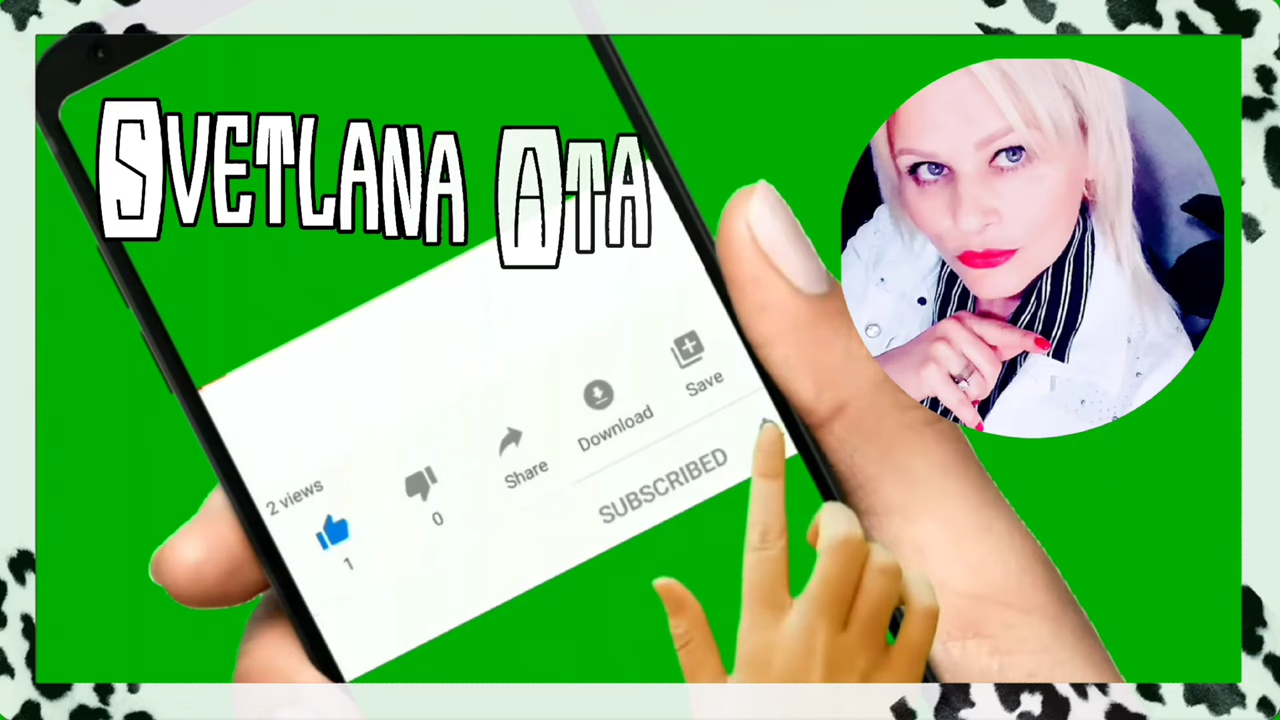 Svetlana Ata
2 views
1
0
Share
Download
Save
SUBSCRIBED